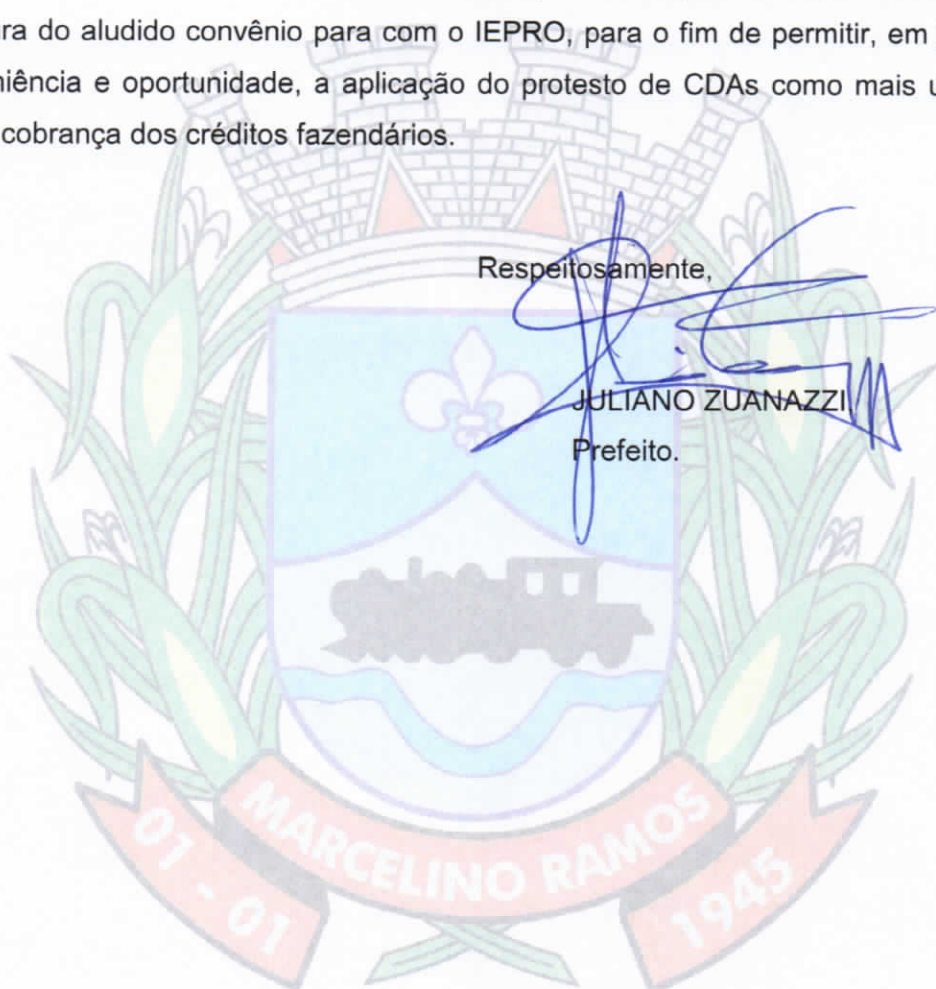 ra do aludido convênio para com o IEPRO, para o fim de permitir, em
niência e oportunidade, a aplicação do protesto de CDAs como mais u
cobrança dos créditos fazendários.
Respeitosamente,
JULIANO ZUANAZZI
Prefeito.
01 - 01
MARCELINO RAMOS
1945